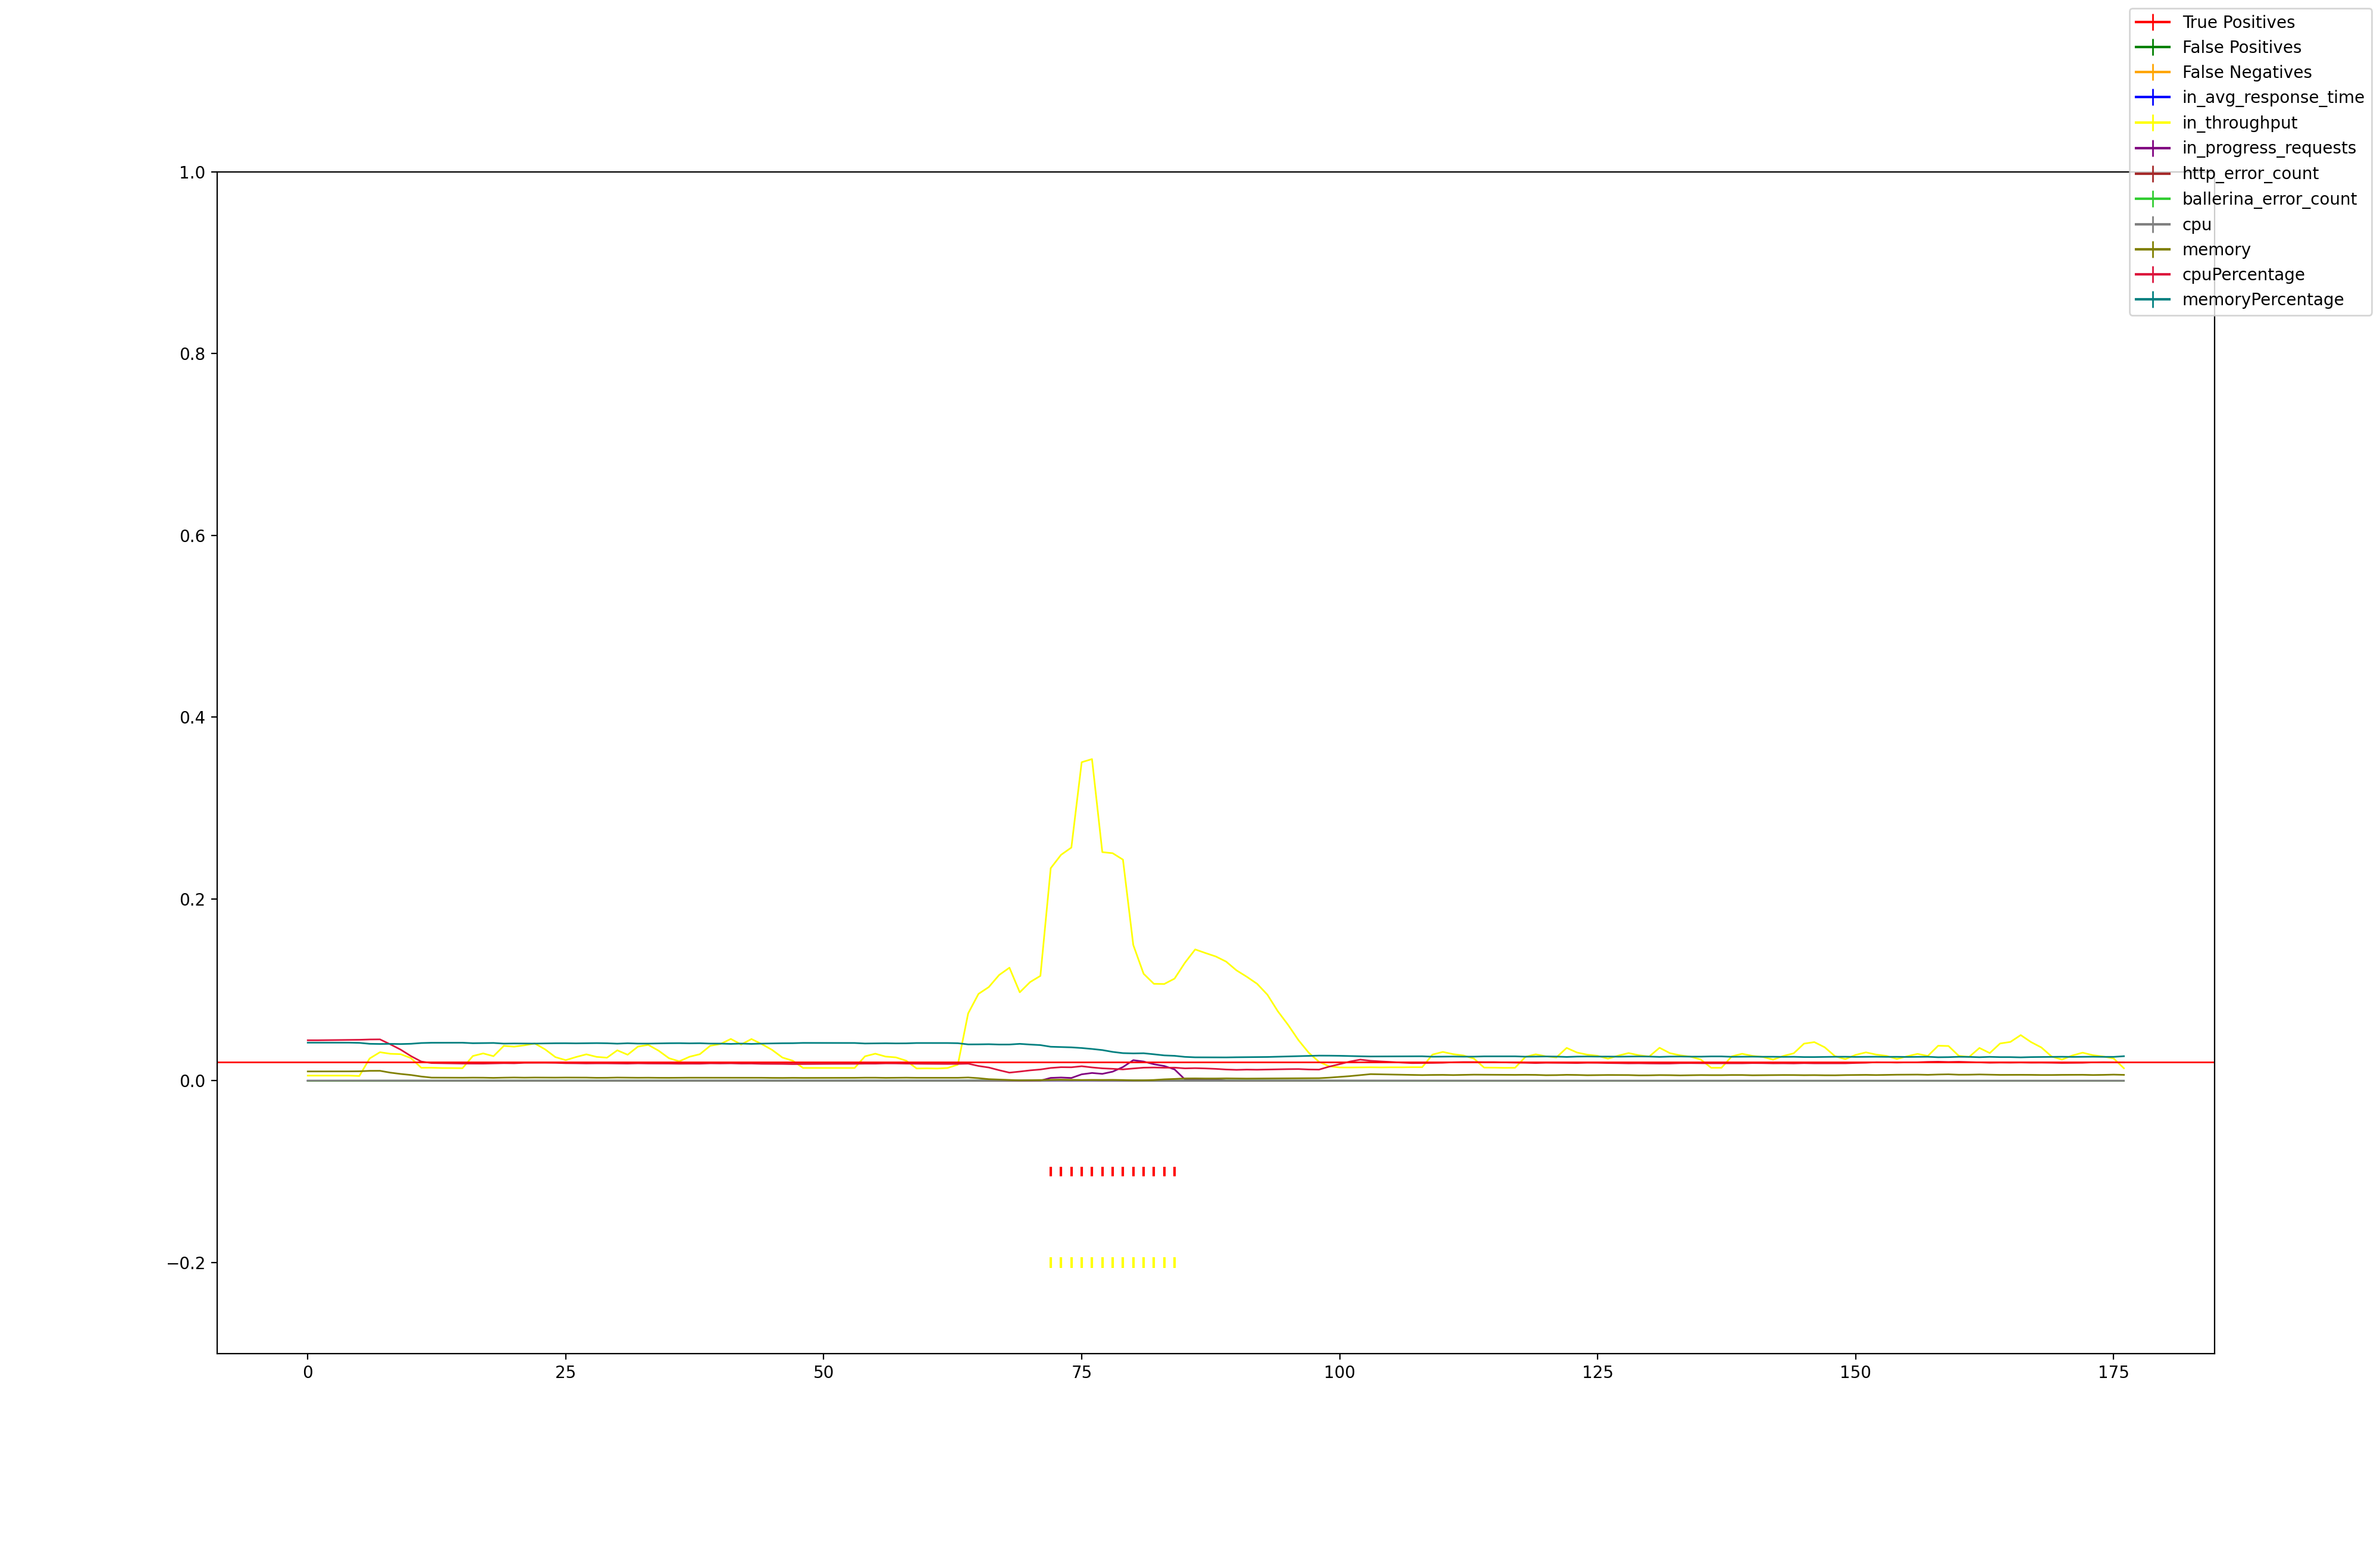 True Positives
False Positives
False Negatives
in_avg_response_time
in_throughput
in_progress_requests
http_error_count
ballerina_error_count
cpu
memory
cpuPercentage
memoryPercentage
1.0
0.8
0.6
0.4
0.2
0.0
−0.2
0 25 50 75 100 125 150 175